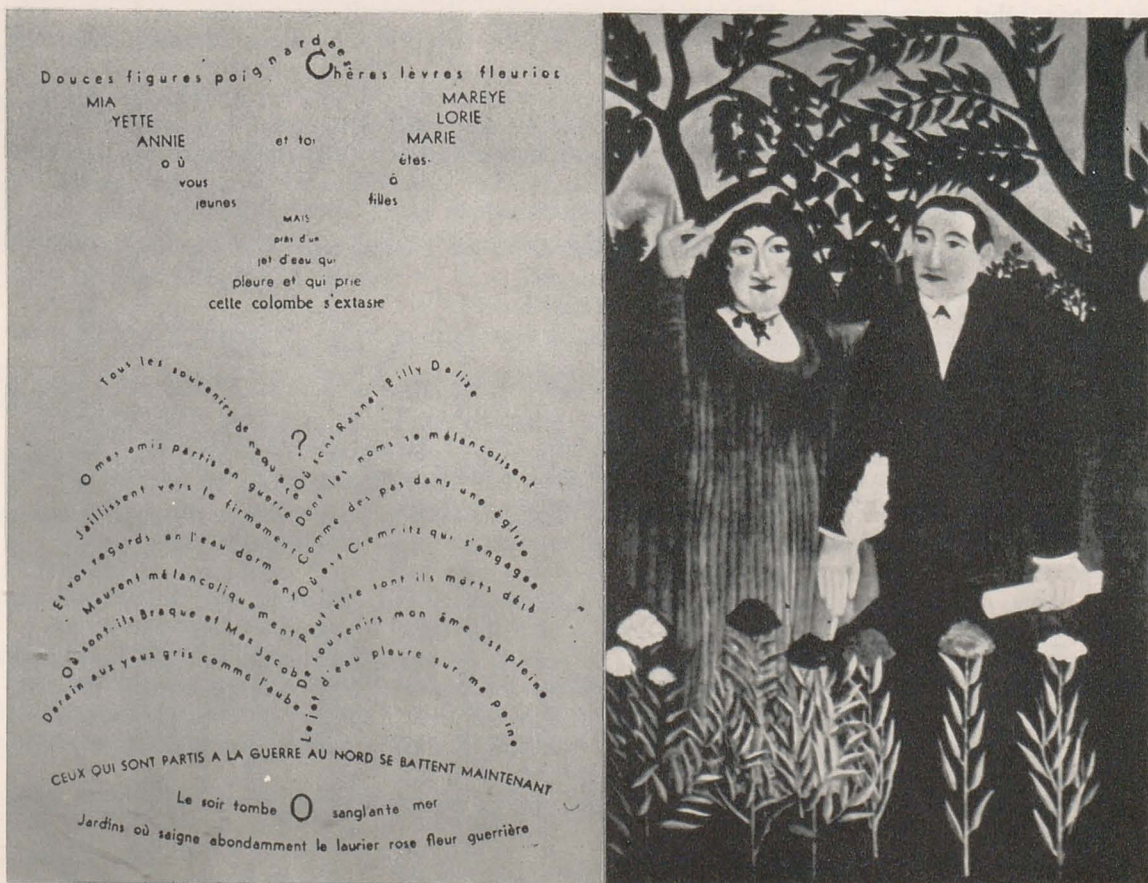 Douces figures poignardées Chères lèvres fleuries
MIA MAREYE
YETTE LORIE
ANNIE et toi MARIE
où êtes-
vous ô
jeunes filles
MAIS
près d'un
jet d'eau qui
pleure et qui prie
cette colombe s'extasie
?
Tous les souvenirs de naguère
O mes amis partis en guerre
Jaillissent vers le firmament
Et vos regards en l'eau dormant
Meurent mélancoliquement
Où sont-ils Braque et Max Jacob
Derain aux yeux gris comme l'aube
Où sont Raynal Billy Dalize
Dont les noms se mélancolisent
Comme des pas dans une église
Où est Cremnitz qui s'engagea
Peut être sont ils morts déjà
De souvenirs mon âme est pleine
Le jet d'eau pleure sur ma peine
CEUX QUI SONT PARTIS A LA GUERRE AU NORD SE BATTENT MAINTENANT
Le soir tombe O sanglante mer
Jardins où saigne abondamment le laurier rose fleur guerrière